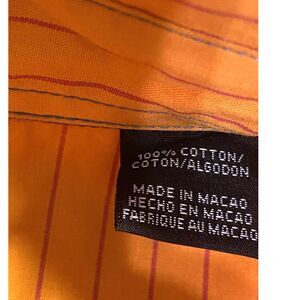 100% COTTON/
COTON/ALGODON
MADE IN MACAO
HECHO EN MACAO
FABRIQUE AU MACAO